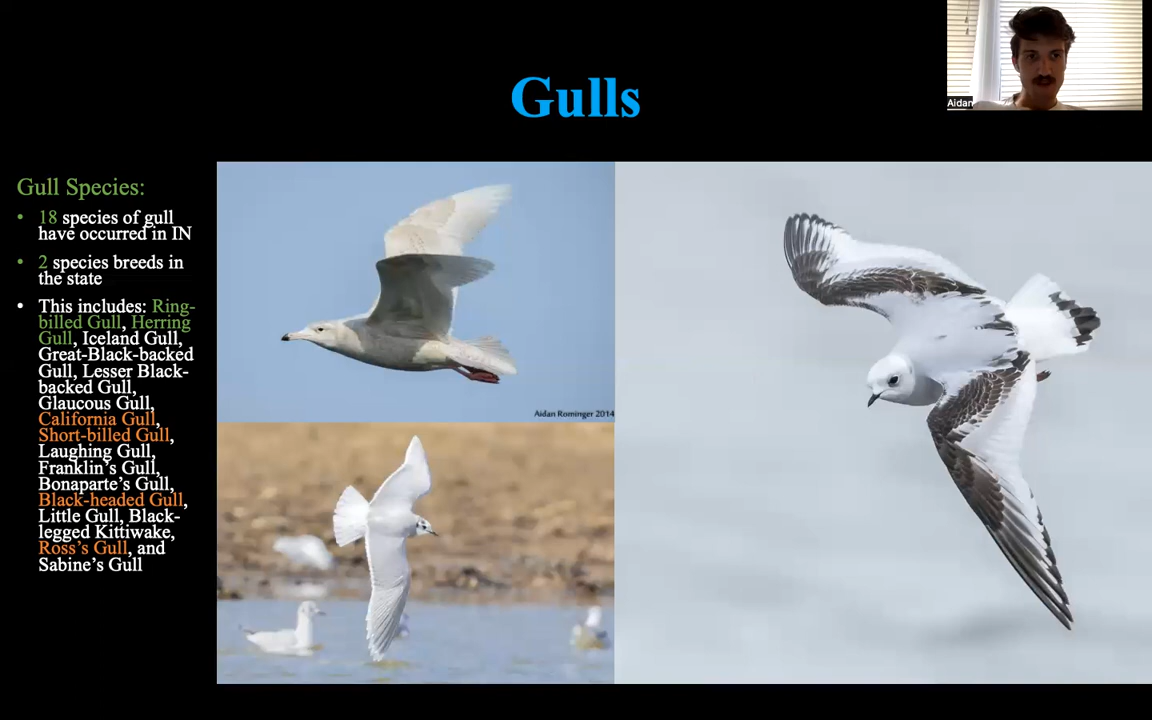 Aidan
Gulls
Gull Species:
• 18 species of gull
have occurred in IN
• 2 species breeds in
the state
• This includes: Ring-
billed Gull, Herring
Gull, Iceland Gull,
Great-Black-backed
Gull, Lesser Black-
backed Gull,
Glaucous Gull,
California Gull,
Short-billed Gull,
Laughing Gull,
Franklin's Gull,
Bonaparte's Gull,
Black-headed Gull,
Little Gull, Black-
legged Kittiwake,
Ross's Gull, and
Sabine's Gull
Aidan Rominger 2014